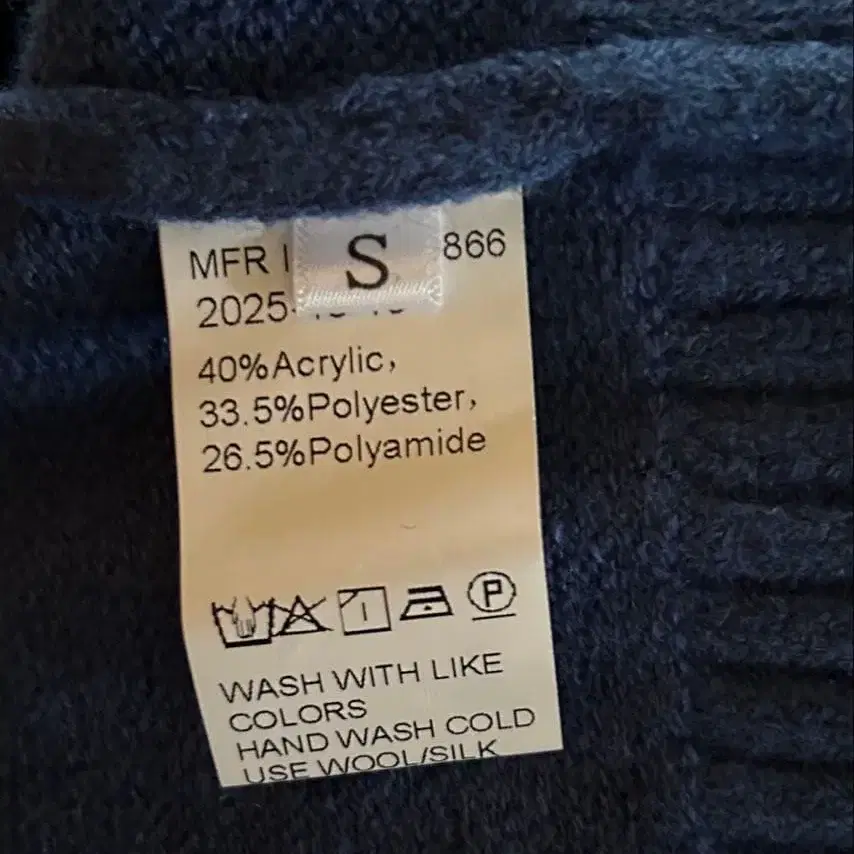 MFR
S
866
2025
40%Acrylic,
33.5%Polyester,
26.5%Polyamide
P
WASH WITH LIKE
COLORS
HAND WASH COLD
USE WOOL/SILK